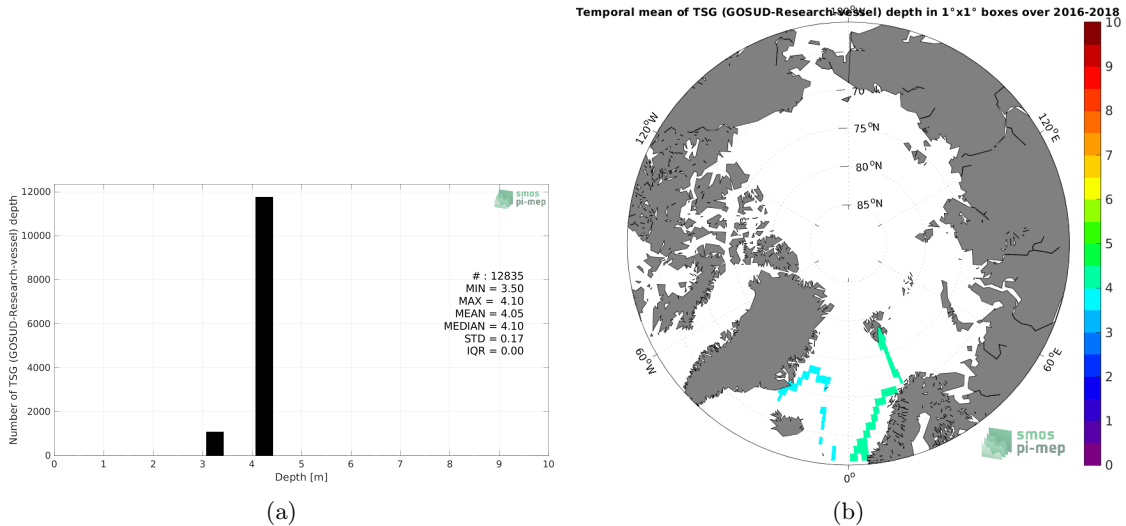 Temporal mean of TSG (GOSUD-Research-vessel) depth in 1°x1° boxes over 2016-2018
Number of TSG (GOSUD-Research-vessel) depth
12000
10000
8000
6000
4000
2000
0
smos
pi-mep
# : 12835
MIN = 3.50
MAX = 4.10
MEAN = 4.05
MEDIAN = 4.10
STD = 0.17
IQR = 0.00
0 1 2 3 4 5 6 7 8 9 10
Depth [m]
(a)
180°W
120°W
120°E
70
75°N
80°N
85°N
60°W
60°E
0°
smos
pi-mep
10
9
8
7
6
5
4
3
2
1
0
(b)